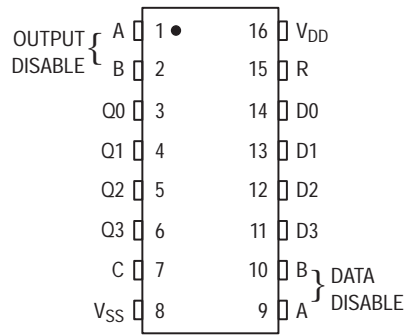 OUTPUT DISABLE { A 1 16 VDD
B 2 15 R
Q0 3 14 D0
Q1 4 13 D1
Q2 5 12 D2
Q3 6 11 D3
C 7 10 B } DATA DISABLE
VSS 8 9 A